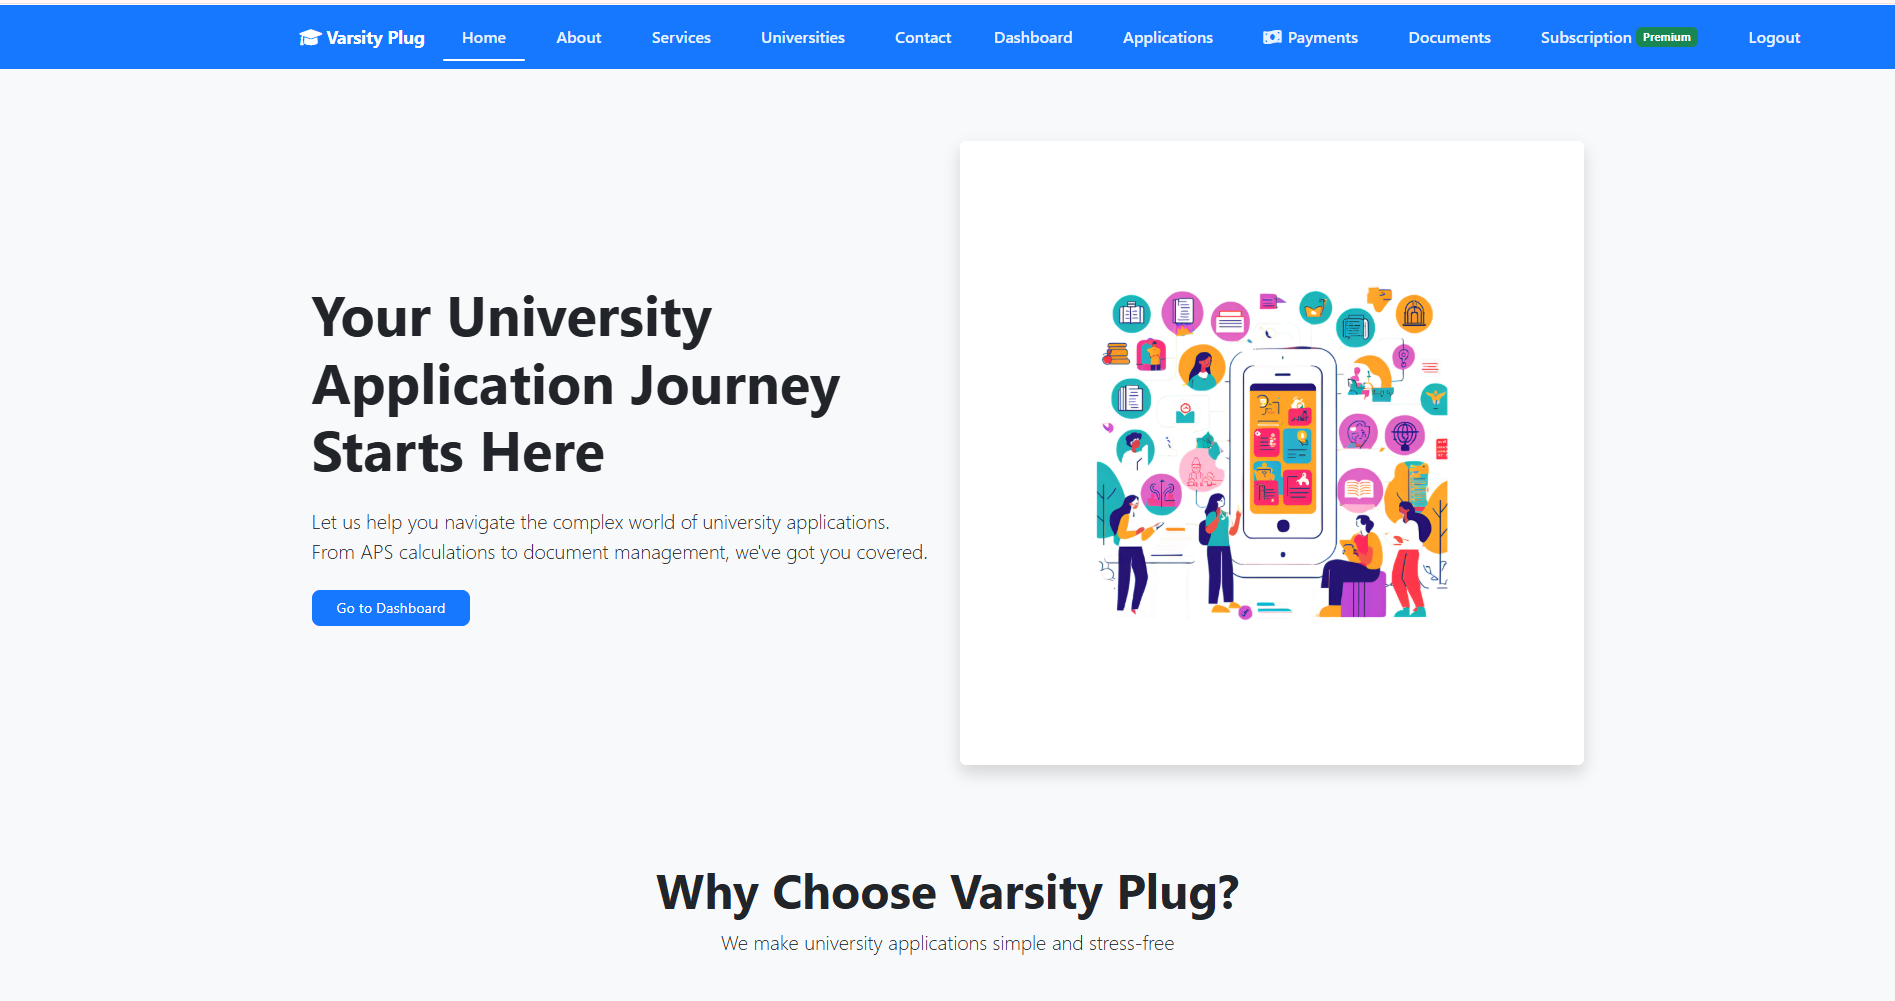 Varsity Plug Home About Services Universities Contact Dashboard Applications Payments Documents Subscription Premium Logout
Your University
Application Journey
Starts Here
Let us help you navigate the complex world of university applications.
From APS calculations to document management, we've got you covered.
Go to Dashboard
Why Choose Varsity Plug?
We make university applications simple and stress-free